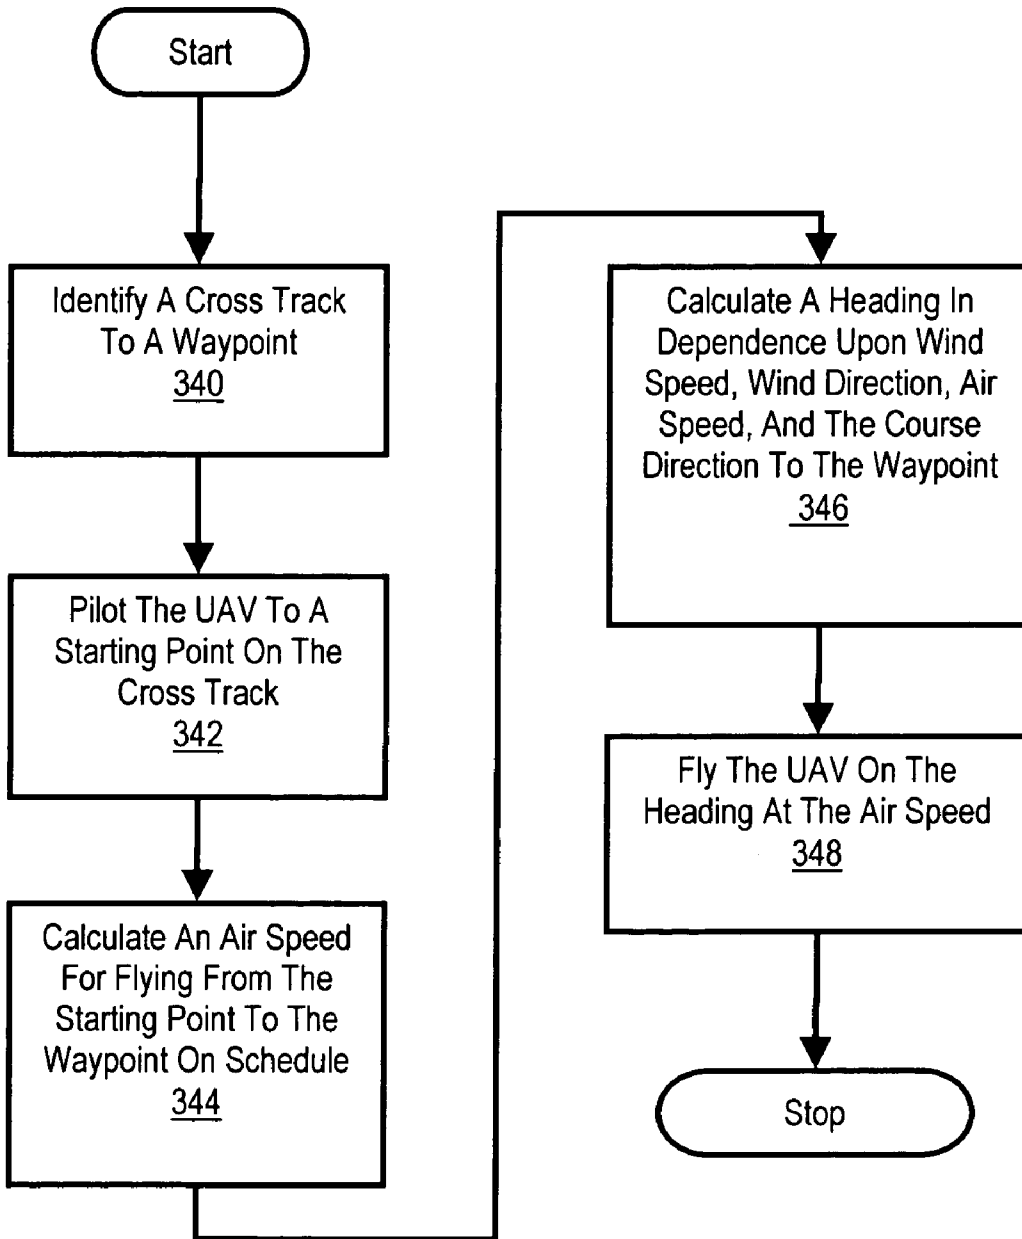 Start
Identify A Cross Track
To A Waypoint
340
Pilot The UAV To A
Starting Point On The
Cross Track
342
Calculate An Air Speed
For Flying From The
Starting Point To The
Waypoint On Schedule
344
Calculate A Heading In
Dependence Upon Wind
Speed, Wind Direction, Air
Speed, And The Course
Direction To The Waypoint
346
Fly The UAV On The
Heading At The Air Speed
348
Stop